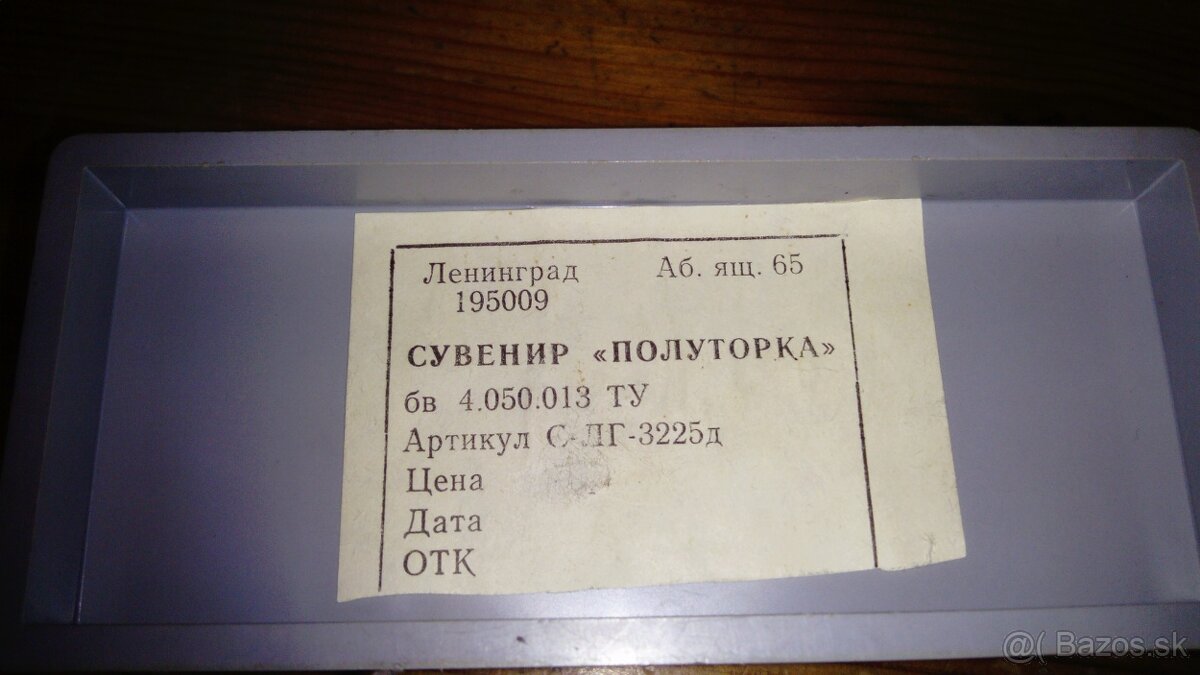 Ленинград Аб. ящ. 65
195009
СУВЕНИР «ПОЛУТОРКА»
бв 4.050.013 ТУ
Артикул С-ЛГ-3225д
Цена
Дата
ОТК
@( Bazos.sk